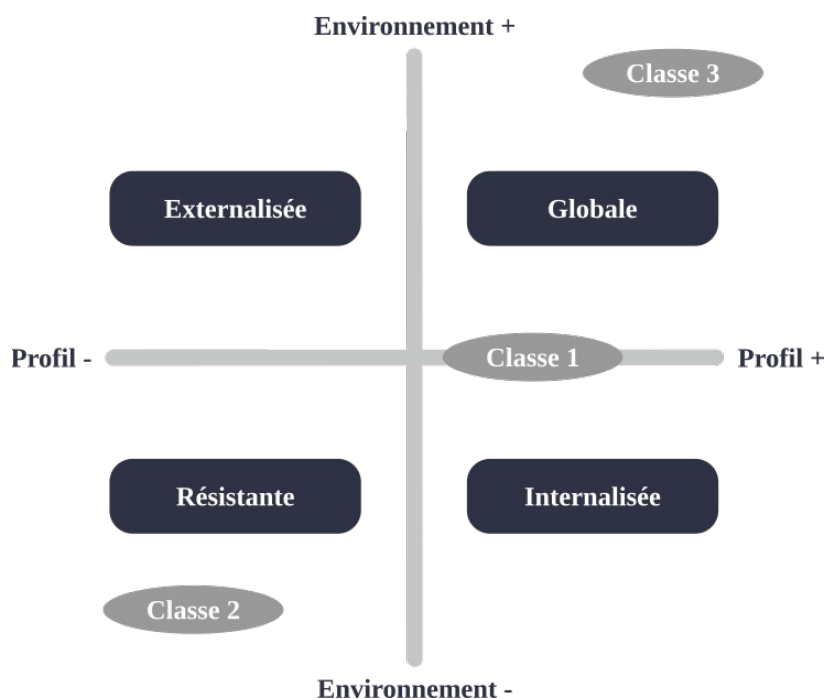 Environnement +
Classe 3
Externalisée
Globale
Profil -
Classe 1
Profil +
Résistante
Internalisée
Classe 2
Environnement -